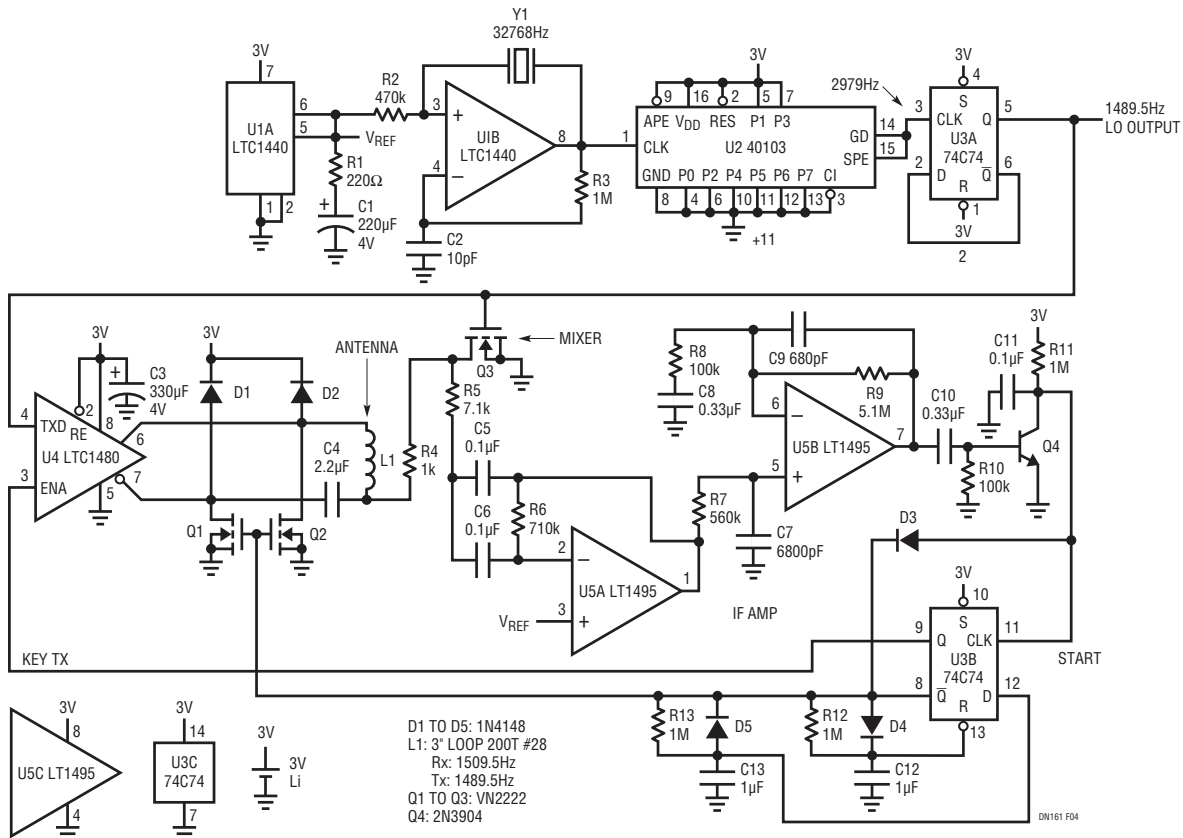 Y1
32768Hz
3V
7
U1A
LTC1440
6
5
1
2
R2
470k
VREF
R1
220Ω
+
C1
220µF
4V
3
+
4
–
UIB
LTC1440
8
R3
1M
C2
10pF
3V
9
16
2
5
7
APE VDD RES P1 P3
1
CLK
U2 40103
GD
14
SPE
15
GND P0 P2 P4 P5 P6 P7 CI
8
4
6
10
11
12
13
3
+11
2979Hz
3V
4
S
3
CLK
Q
5
U3A
74C74
2
D
Q
6
R
1
3V
2
1489.5Hz
LO OUTPUT
3V
+
C3
330µF
4V
2
RE
8
4
TXD
U4 LTC1480
3
ENA
6
7
5
3V
D1
D2
ANTENNA
C4
2.2µF
L1
R4
1k
Q1
Q2
Q3
MIXER
R5
7.1k
C5
0.1µF
C6
0.1µF
R6
710k
2
–
U5A LT1495
3
+
1
VREF
R7
560k
C7
6800pF
IF AMP
R8
100k
C8
0.33µF
C9 680pF
R9
5.1M
6
–
U5B LT1495
5
+
7
C10
0.33µF
R10
100k
C11
0.1µF
3V
R11
1M
Q4
D3
3V
10
S
9
Q
CLK
11
U3B
74C74
8
Q
D
12
R
13
START
KEY TX
R13
1M
D5
R12
1M
D4
C13
1µF
C12
1µF
3V
8
U5C LT1495
4
3V
14
U3C
74C74
7
3V
3V
Li
D1 TO D5: 1N4148
L1: 3" LOOP 200T #28
Rx: 1509.5Hz
Tx: 1489.5Hz
Q1 TO Q3: VN2222
Q4: 2N3904
DN161 F04